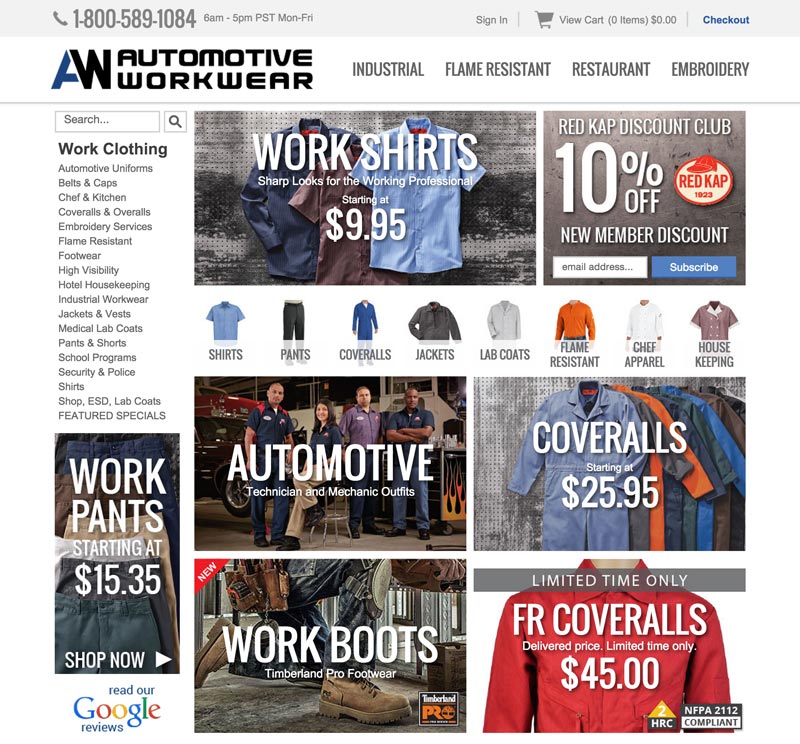 1-800-589-1084 6am - 5pm PST Mon-Fri
Sign In
View Cart (0 Items) $0.00
Checkout
AW AUTOMOTIVE
WORKWEAR
INDUSTRIAL
FLAME RESISTANT
RESTAURANT
EMBROIDERY
Search...
Work Clothing
Automotive Uniforms
Belts & Caps
Chef & Kitchen
Coveralls & Overalls
Embroidery Services
Flame Resistant
Footwear
High Visibility
Hotel Housekeeping
Industrial Workwear
Jackets & Vests
Medical Lab Coats
Pants & Shorts
School Programs
Security & Police
Shirts
Shop, ESD, Lab Coats
FEATURED SPECIALS
WORK
PANTS
STARTING AT
$15.35
SHOP NOW
read our
Google
reviews
WORK SHIRTS
Sharp Looks for the Working Professional
Starting at
$9.95
RED KAP DISCOUNT CLUB
10%
OFF
RED KAP
1923
NEW MEMBER DISCOUNT
email address...
Subscribe
SHIRTS
PANTS
COVERALLS
JACKETS
LAB COATS
FLAME
RESISTANT
CHEF
APPAREL
HOUSE
KEEPING
AUTOMOTIVE
Technician and Mechanic Outfits
COVERALLS
Starting at
$25.95
NEW
WORK BOOTS
Timberland Pro Footwear
Timberland
PRO
LIMITED TIME ONLY
FR COVERALLS
Delivered price. Limited time only.
$45.00
2
HRC
NFPA 2112
COMPLIANT